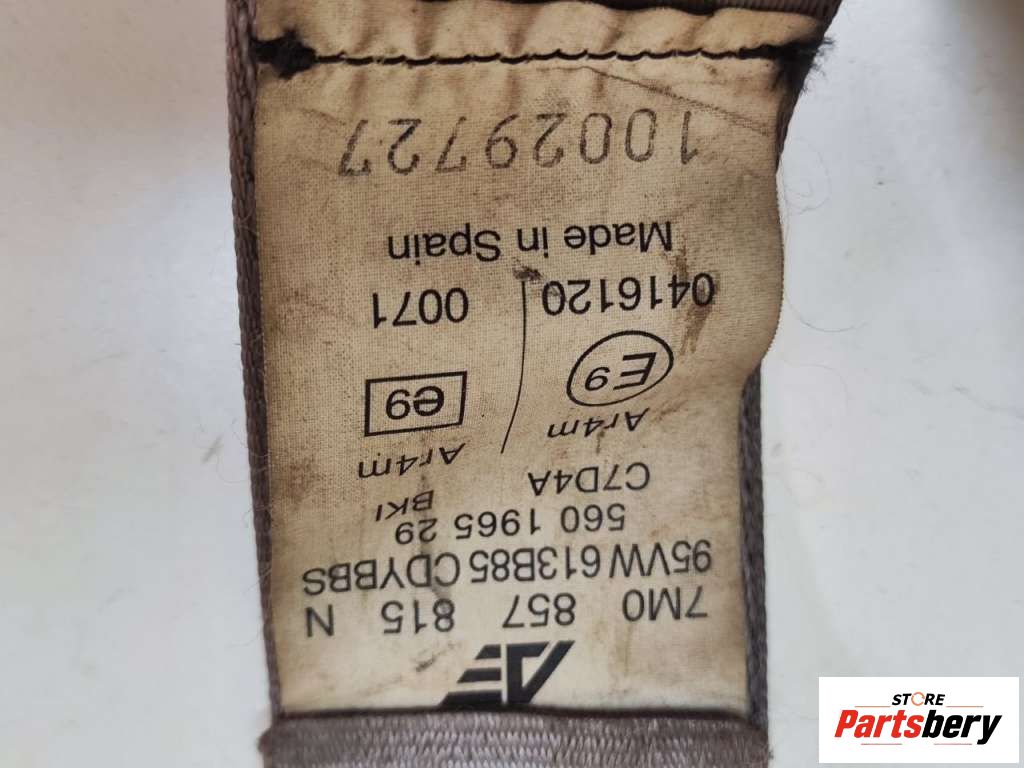 7M0 857 815 N
95VW 613B85 CDYBBS
560 1965 29
C7D4A BKI
Ar4m Ar4m
E9 e9
0416120 0071
Made in Spain
10029727
STORE
Partsbery